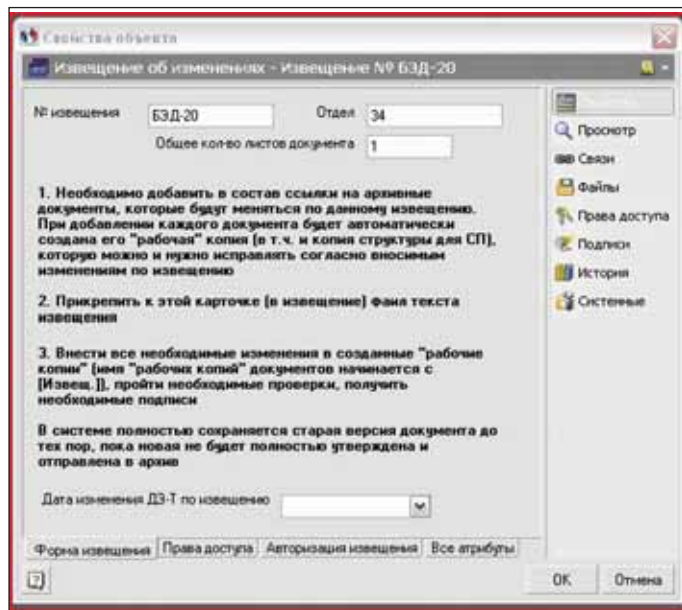 Свойства объекта
Извещение об изменениях - Извещение № БЭД-20
№ извещения БЭД-20 Отдел 34
Общее кол-во листов документа 1
1. Необходимо добавить в состав ссылки на архивные
документы, которые будут меняться по данному извещению.
При добавлении каждого документа будет автоматически
создана его "рабочая" копия (в т.ч. и копия структуры для СП),
которую можно и нужно исправлять согласно вносимым
изменениям по извещению
2. Прикрепить к этой карточке (в извещение) файл текста
извещения
3. Внести все необходимые изменения в созданные "рабочие
копии" (имя "рабочих копий" документов начинается с
[Извещ.]), пройти необходимые проверки, получить
необходимые подписи
В системе полностью сохраняется старая версия документа до
тех пор, пока новая не будет полностью утверждена и
отправлена в архив
Дата изменения ДЭ-Т по извещению
Форма извещения Права доступа Авторизация извещения Все атрибуты
Просмотр
Связи
Файлы
Права доступа
Подписи
История
Системные
OK Отмена